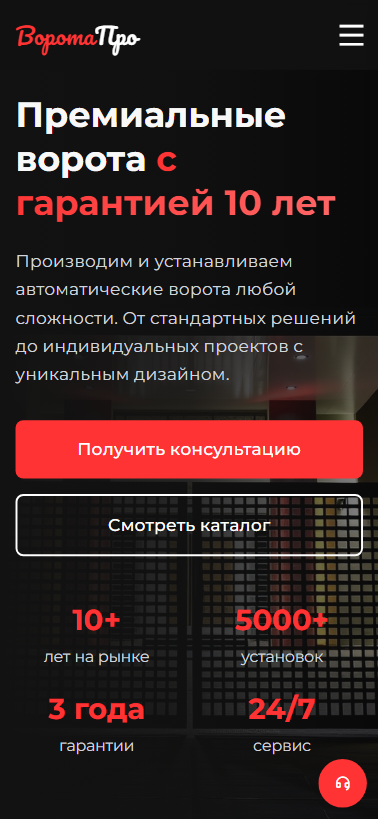 ВоротаПро
Премиальные
ворота с
гарантией 10 лет
Производим и устанавливаем
автоматические ворота любой
сложности. От стандартных решений
до индивидуальных проектов с
уникальным дизайном.
Получить консультацию
Смотреть каталог
10+ 5000+
лет на рынке установок
3 года 24/7
гарантии сервис